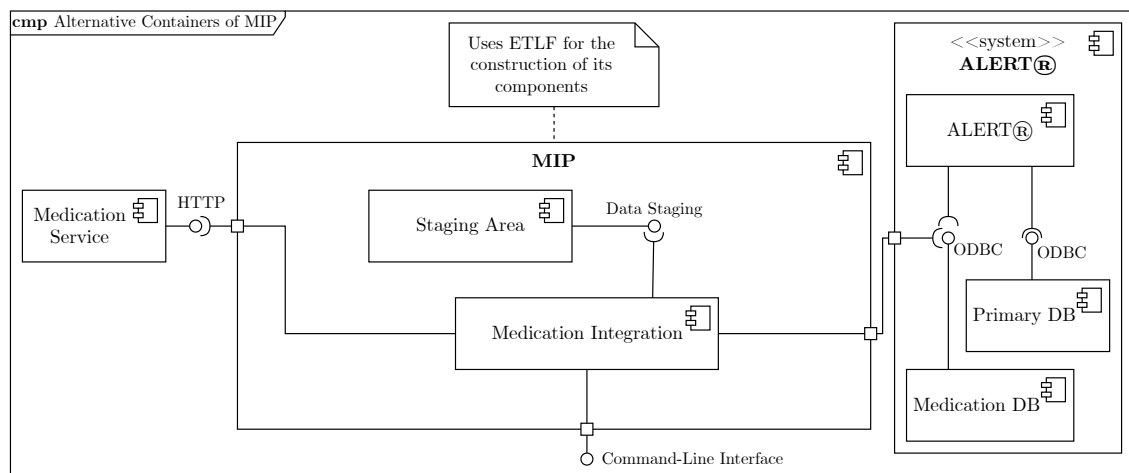 cmp Alternative Containers of MIP
Uses ETLF for the
construction of its
components
<<system>>
ALERT®
ALERT®
MIP
HTTP
Medication
Service
Staging Area
Data Staging
ODBC
ODBC
Primary DB
Medication Integration
Medication DB
Command-Line Interface